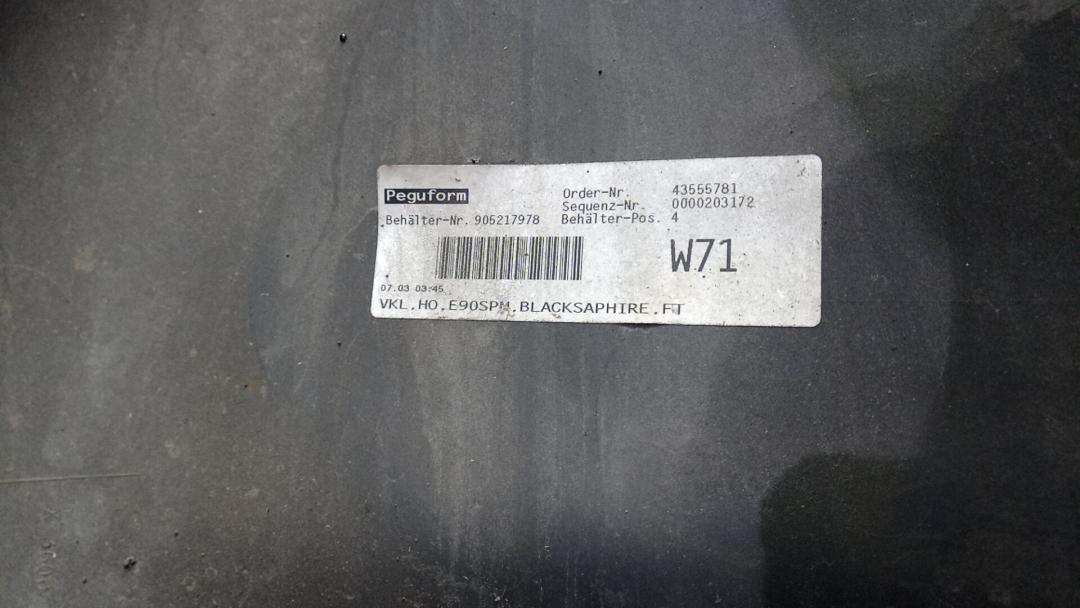 Peguform
Order-Nr. 43555781
Sequenz-Nr. 0000203172
Behälter-Nr. 905217978 Behälter-Pos. 4
W71
07.03 03:45
VKL.HO.E90SPM.BLACKSAPHIRE.FT